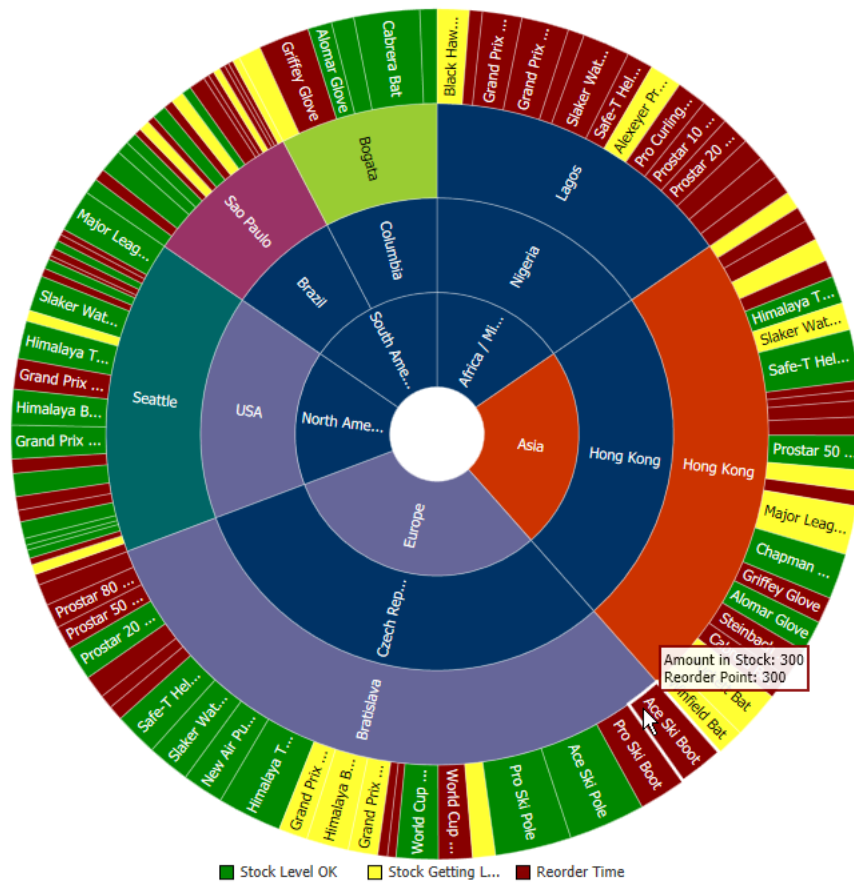 Black Haw...
Grand Prix ...
Grand Prix ...
Slaker Wat...
Safe-T Hel...
Alexeyer Pr...
Pro Curling...
Prostar 10 ...
Prostar 20 ...
Himalaya T...
Slaker Wat...
Safe-T Hel...
Prostar 50 ...
Major Leag...
Chapman ...
Griffey Glove
Alomar Glove
Steinbac
Amount in Stock: 300
Reorder Point: 300
Bat
nfield Bat
Ace Ski Boot
Pro Ski Boot
Ace Ski Pole
Pro Ski Pole
World Cup ...
World Cup ...
Grand Prix ...
Himalaya B...
Grand Prix ...
Himalaya T...
New Air Pu...
Slaker Wat...
Safe-T Hel...
Prostar 20 ...
Prostar 50 ...
Prostar 80 ...
Grand Prix ...
Himalaya B...
Grand Prix ...
Himalaya T...
Slaker Wat...
Major Leag...
Griffey Glove
Alomar Glove
Cabrera Bat
Lagos
Hong Kong
Bratislava
Seattle
Sao Paulo
Bogata
Nigeria
Hong Kong
Czech Rep...
USA
Brazil
Columbia
Africa / Mi...
Asia
Europe
North Ame...
South Ame...
Stock Level OK
Stock Getting L...
Reorder Time